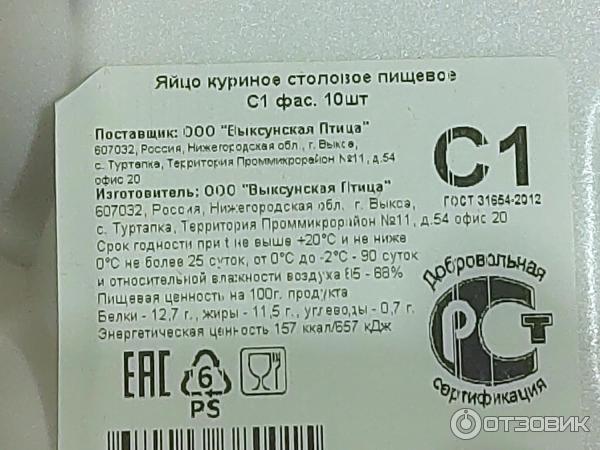 Яйцо куриное столовое пищевое
С1 фас. 10шт
Поставщик: ООО "Выксунская Птица"
607032, Россия, Нижегородская обл., г. Выкса,
с. Туртапка, Территория Проммикрорайон №11, д.54
офис 20
Изготовитель: ООО "Выксунская Птица"
607032, Россия, Нижегородская обл., г. Выкса,
с. Туртапка, Территория Проммикрорайон №11, д.54 офис 20
Срок годности при t не выше +20°С и не ниже
0°С не более 25 суток, от 0°С до -2°С - 90 суток
и относительной влажности воздуха 85 - 88%
Пищевая ценность на 100г. продукта
Белки - 12,7 г., жиры - 11,5 г., углеводы - 0,7 г.
Энергетическая ценность 157 ккал/657 кДж
С1
ГОСТ 31654-2012
Добровольная
РСТ
сертификация
ЕАС
6
PS
ОТЗОВИК